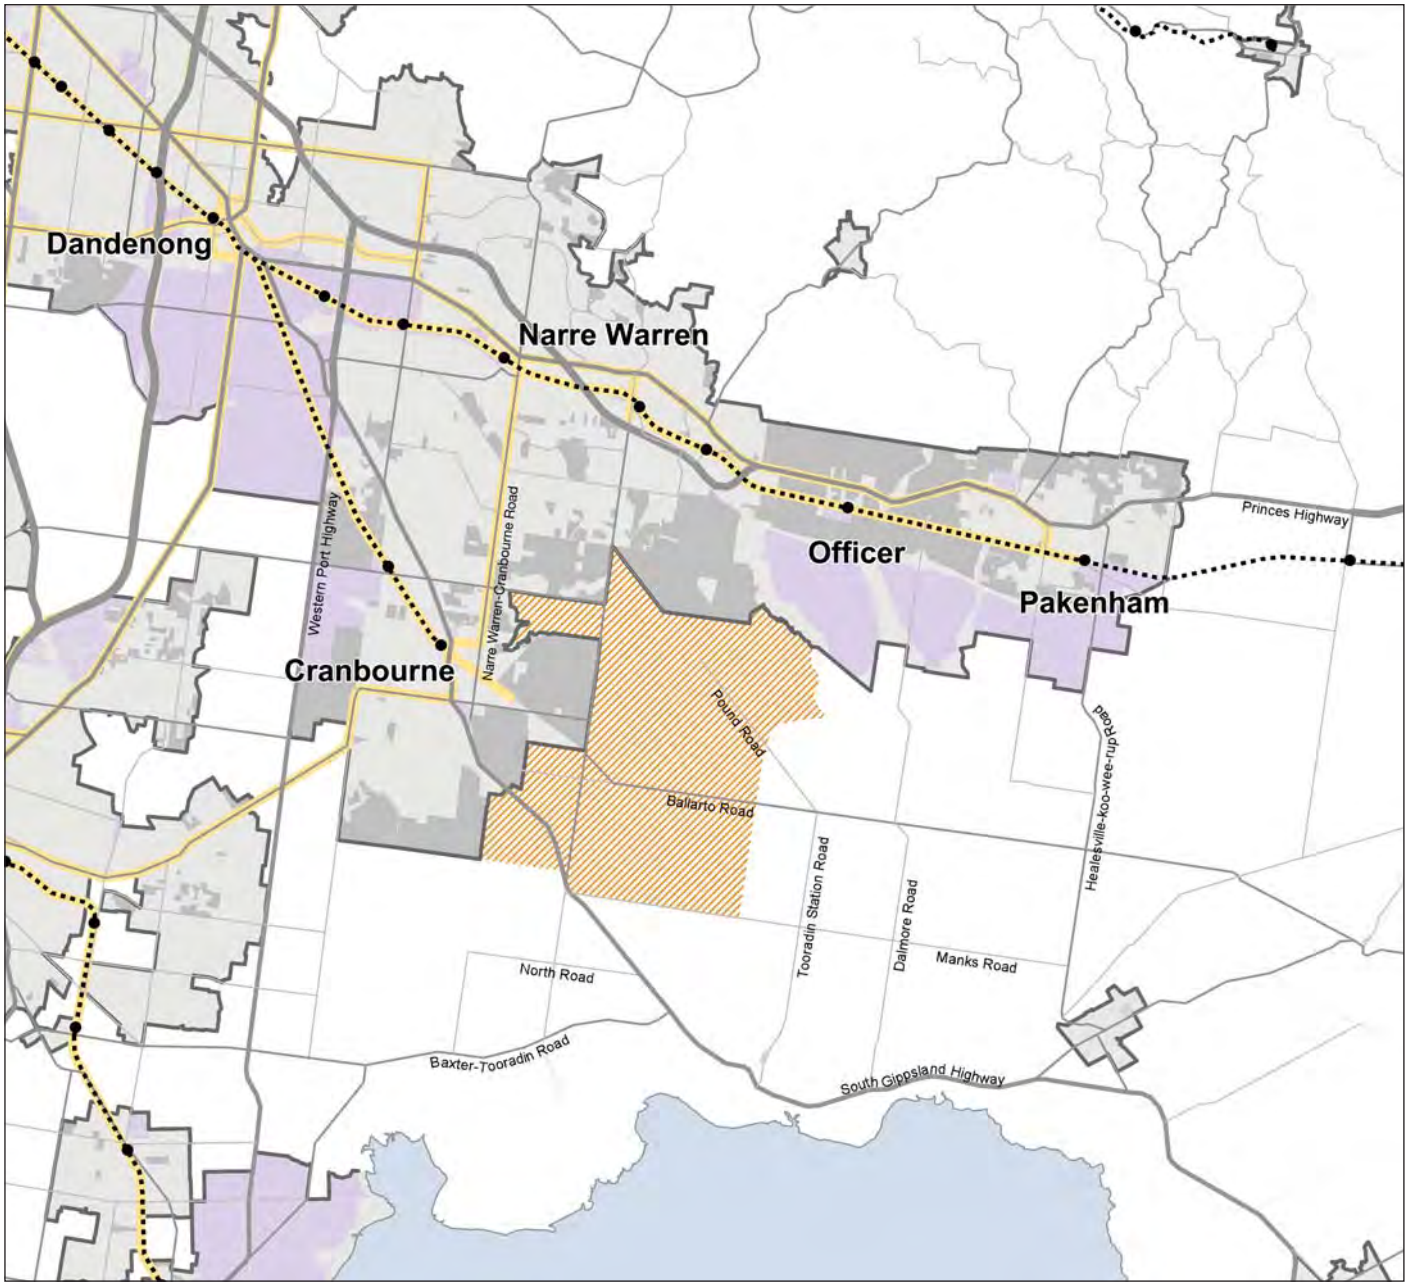 Dandenong
Narre Warren
Princes Highway
Western Port Highway
Narre Warren-Cranbourne Road
Officer
Pakenham
Cranbourne
Pound Road
Healesville-koo-wee-rup Road
Ballarto Road
Tooradin Station Road
Dalmore Road
Manks Road
North Road
Baxter-Tooradin Road
South Gippsland Highway